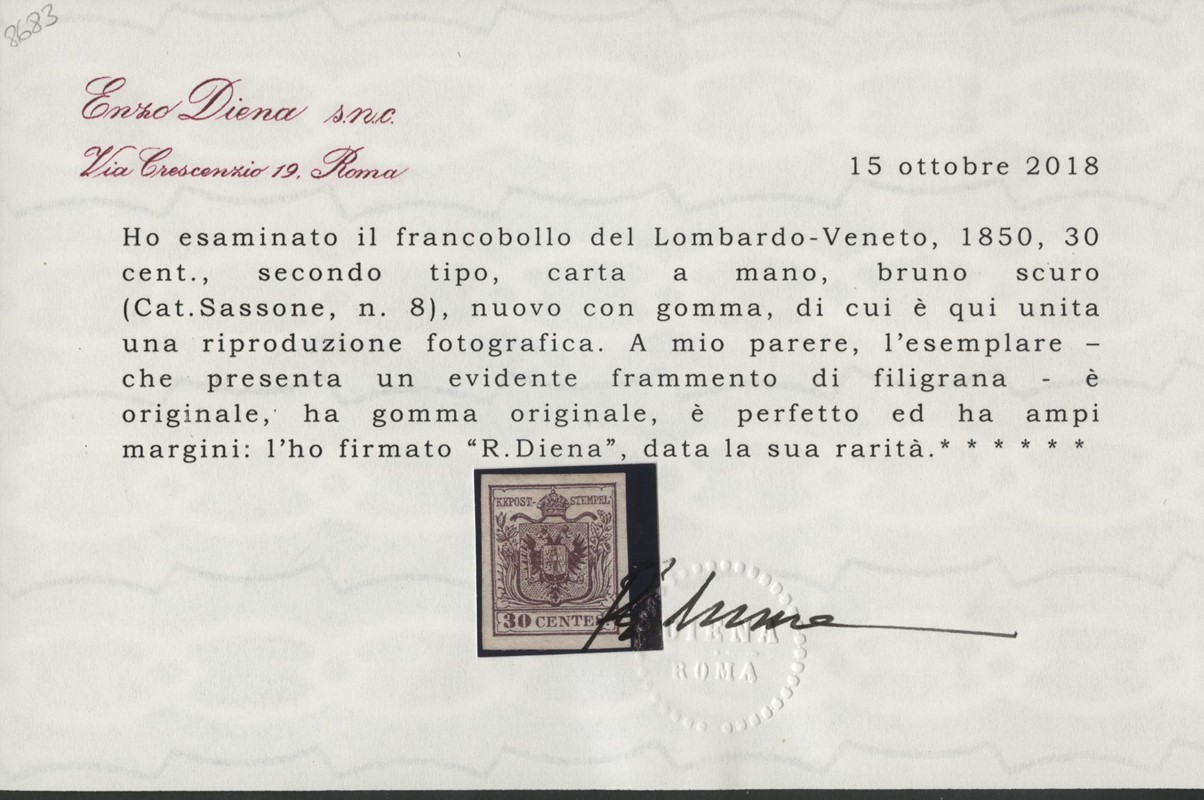 8683
Enzo Diena s.n.c.
Via Crescenzio 19, Roma
15 ottobre 2018
Ho esaminato il francobollo del Lombardo-Veneto, 1850, 30
cent., secondo tipo, carta a mano, bruno scuro
(Cat.Sassone, n. 8), nuovo con gomma, di cui è qui unita
una riproduzione fotografica. A mio parere, l'esemplare –
che presenta un evidente frammento di filigrana - è
originale, ha gomma originale, è perfetto ed ha ampi
margini: l'ho firmato “R.Diena”, data la sua rarità.* * * * * *
KKPOST-STEMPEL
30 CENTES
DIENA
ROMA